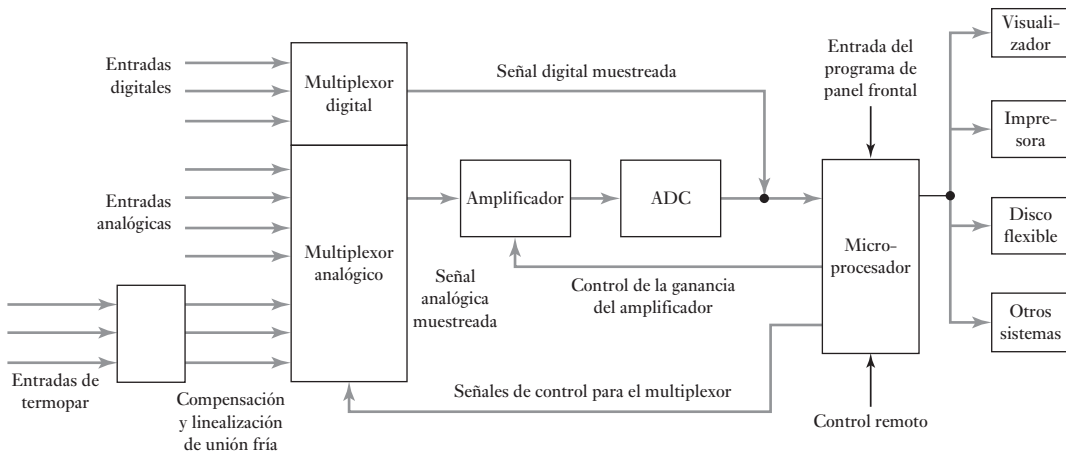 Entradas
digitales
Multiplexor
digital
Señal digital muestreada
Entrada del
programa de
panel frontal
Visuali-
zador
Impre-
sora
Entradas
analógicas
Multiplexor
analógico
Amplificador
ADC
Micro-
procesador
Disco
flexible
Señal
analógica
muestreada
Control de la ganancia
del amplificador
Otros
sistemas
Entradas de
termopar
Compensación
y linealización
de unión fría
Señales de control para el multiplexor
Control remoto